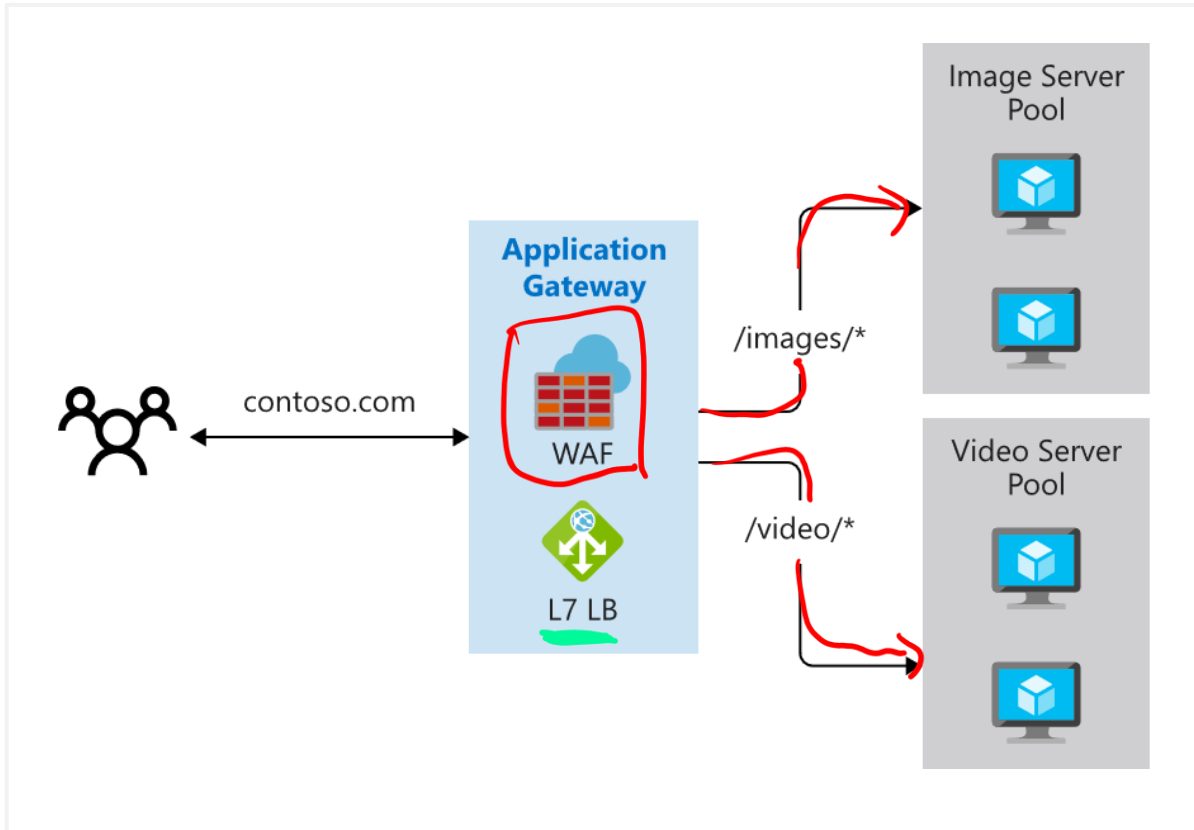 contoso.com
Application
Gateway
WAF
L7 LB
/images/*
/video/*
Image Server
Pool
Video Server
Pool